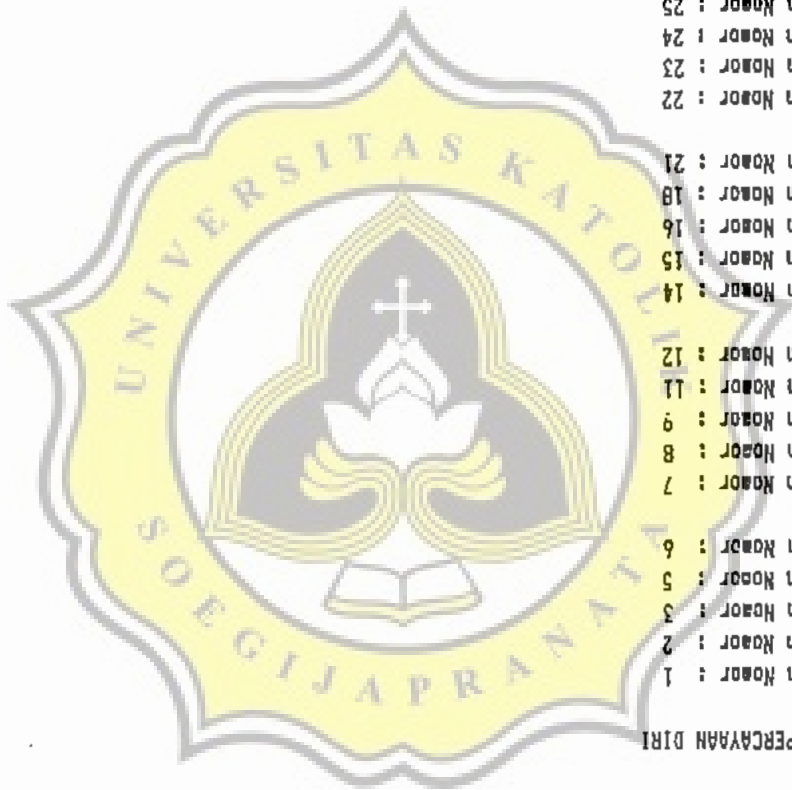 UNIVERSITAS KATOLIK
SOEGIJAPRANATA
PERCAYAAN DIRI
n Nomor : 1
n Nomor : 2
n Nomor : 3
n Nomor : 5
n Nomor : 6
n Nomor : 7
n Nomor : 8
n Nomor : 9
n Nomor : 11
n Nomor : 12
n Nomor : 14
n Nomor : 15
n Nomor : 16
n Nomor : 18
n Nomor : 21
n Nomor : 22
n Nomor : 23
n Nomor : 24
n Nomor : 25